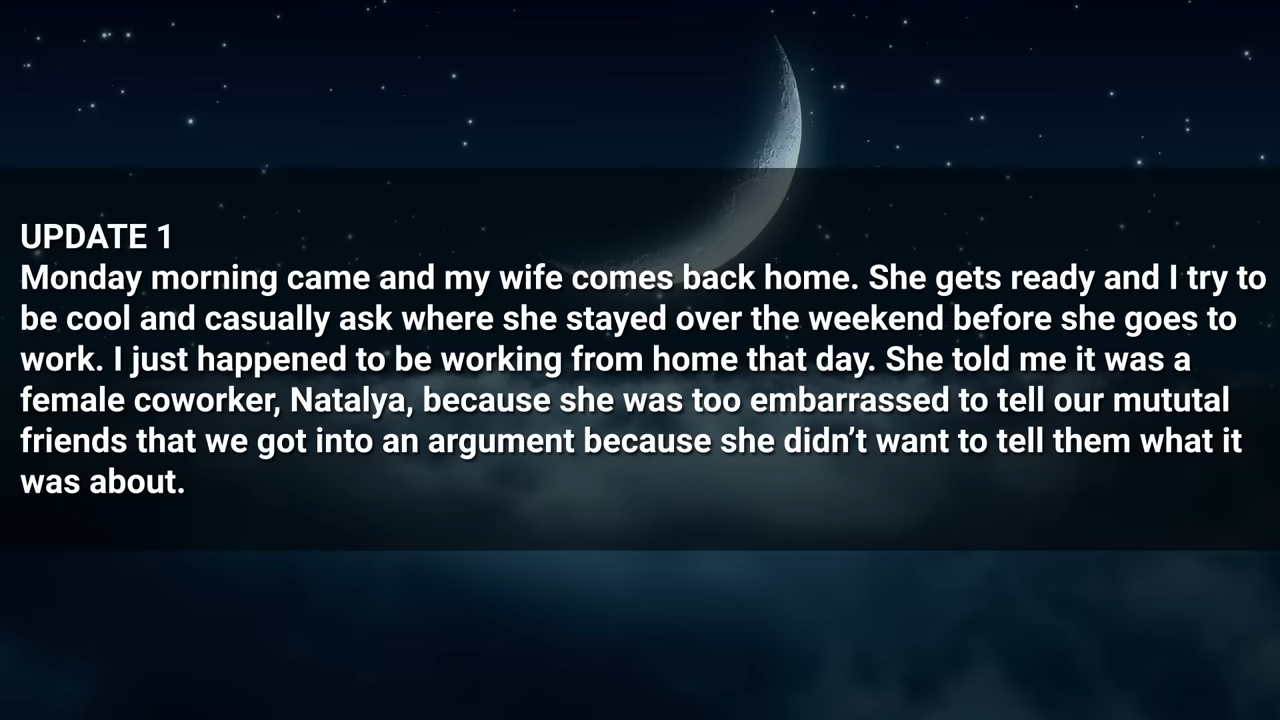 UPDATE 1
Monday morning came and my wife comes back home. She gets ready and I try to
be cool and casually ask where she stayed over the weekend before she goes to
work. I just happened to be working from home that day. She told me it was a
female coworker, Natalya, because she was too embarrassed to tell our mututal
friends that we got into an argument because she didn’t want to tell them what it
was about.